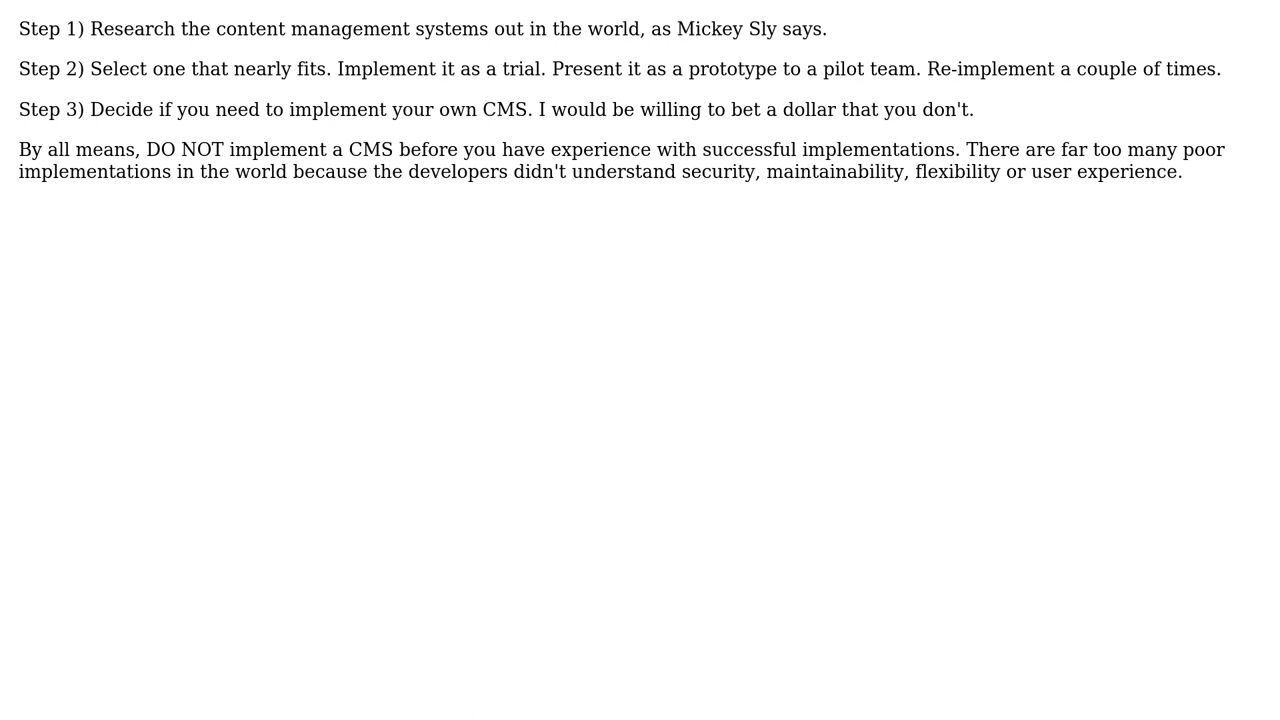 Step 1) Research the content management systems out in the world, as Mickey Sly says.
Step 2) Select one that nearly fits. Implement it as a trial. Present it as a prototype to a pilot team. Re-implement a couple of times.
Step 3) Decide if you need to implement your own CMS. I would be willing to bet a dollar that you don't.
By all means, DO NOT implement a CMS before you have experience with successful implementations. There are far too many poor
implementations in the world because the developers didn't understand security, maintainability, flexibility or user experience.